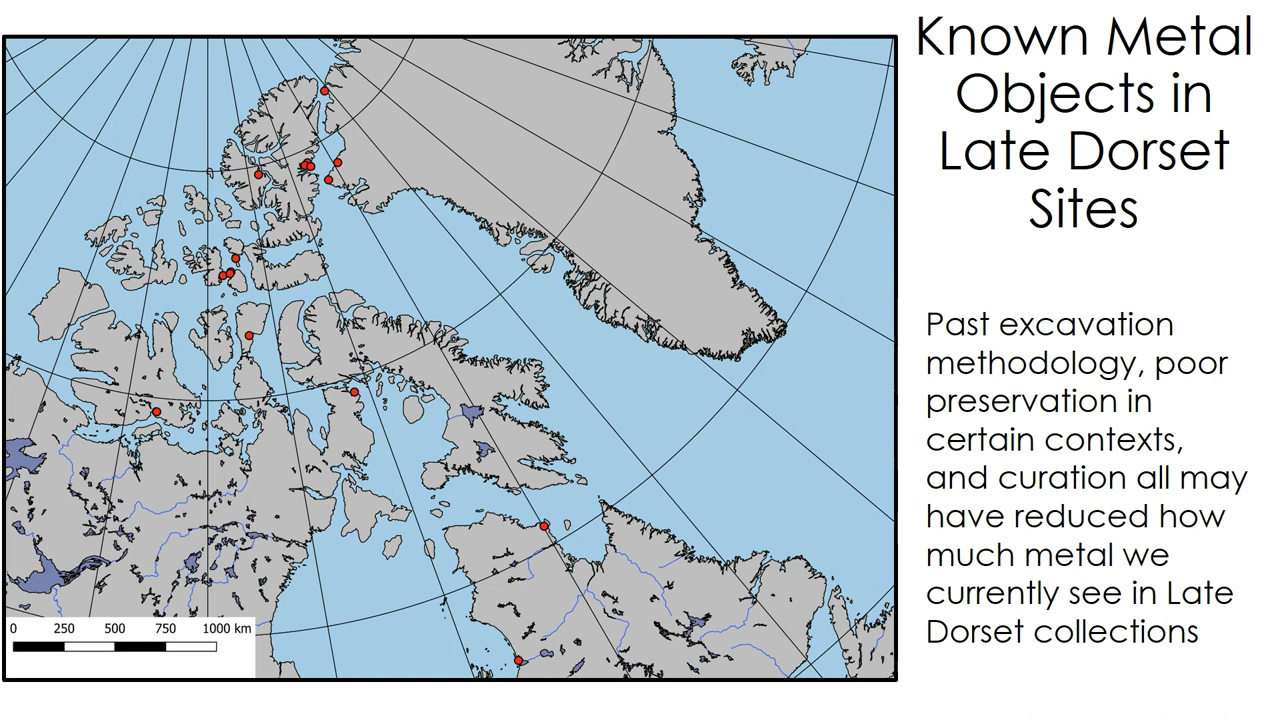 Known Metal
Objects in
Late Dorset
Sites
Past excavation
methodology, poor
preservation in
certain contexts,
and curation all may
have reduced how
much metal we
currently see in Late
Dorset collections
0 250 500 750 1000 km